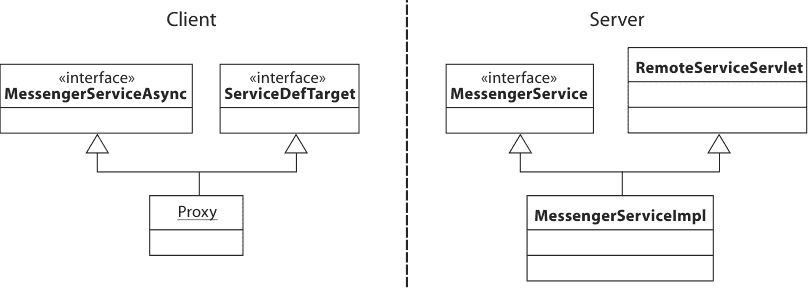 Client
Server
«interface»
MessengerServiceAsync
«interface»
ServiceDefTarget
«interface»
MessengerService
RemoteServiceServlet
Proxy
MessengerServiceImpl